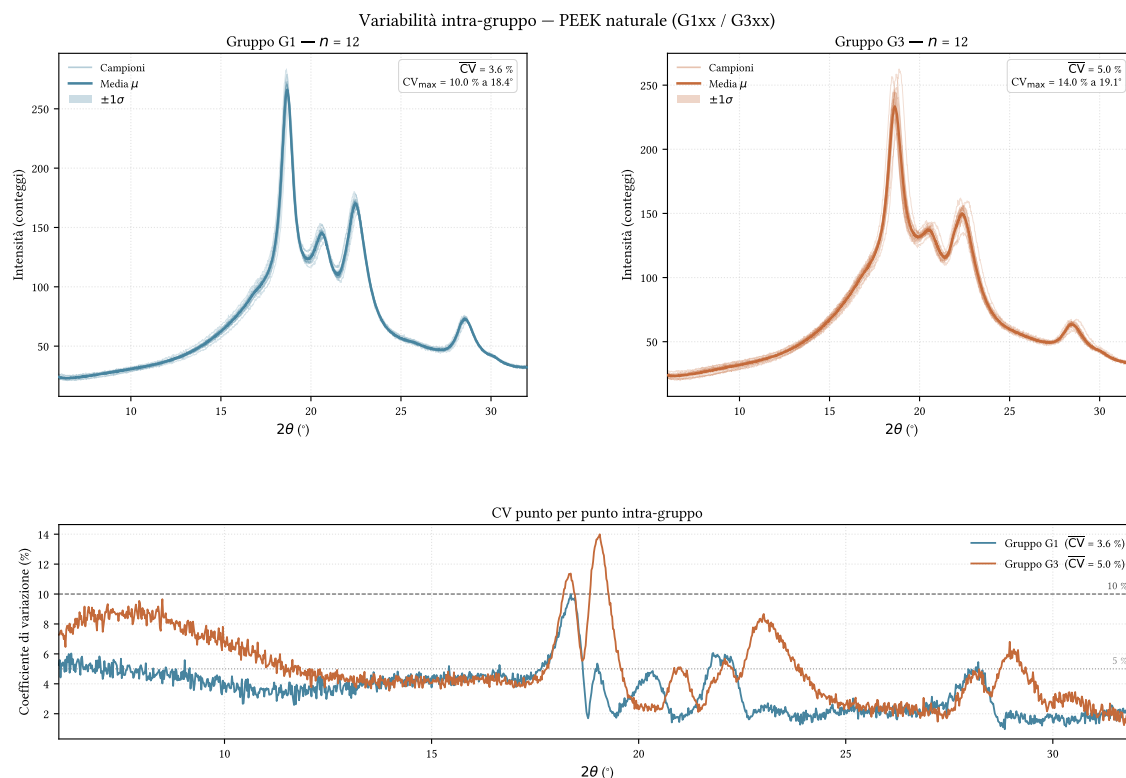 Variabilità intra-gruppo — PEEK naturale (G1xx / G3xx)
Gruppo G1 — n = 12
Campioni
Media μ
±1σ
CV = 3.6 %
CVmax = 10.0 % a 18.4°
250
200
150
100
50
Intensità (conteggi)
10
15
20
25
30
2θ (°)
Gruppo G3 — n = 12
Campioni
Media μ
±1σ
CV = 5.0 %
CVmax = 14.0 % a 19.1°
250
200
150
100
50
Intensità (conteggi)
10
15
20
25
30
2θ (°)
CV punto per punto intra-gruppo
Gruppo G1 (CV = 3.6 %)
Gruppo G3 (CV = 5.0 %)
10 %
5 %
14
12
10
8
6
4
2
Coefficiente di variazione (%)
10
15
20
25
30
2θ (°)